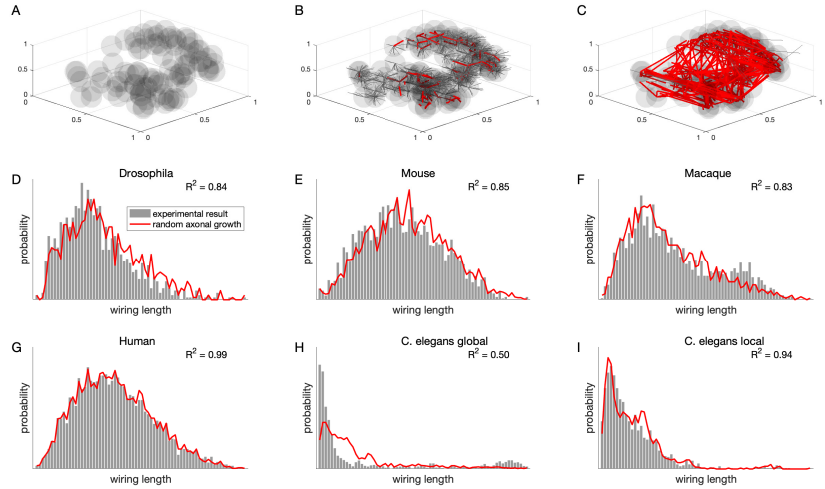 A
1
0.5
0
0
0.5
1
0
0.5
1
B
1
0.5
0
0
0.5
1
0
0.5
1
C
1
0.5
0
0
0.5
1
0
0.5
1
D
Drosophila
R² = 0.84
experimental result
random axonal growth
probability
wiring length
E
Mouse
R² = 0.85
probability
wiring length
F
Macaque
R² = 0.83
probability
wiring length
G
Human
R² = 0.99
probability
wiring length
H
C. elegans global
R² = 0.50
probability
wiring length
I
C. elegans local
R² = 0.94
probability
wiring length